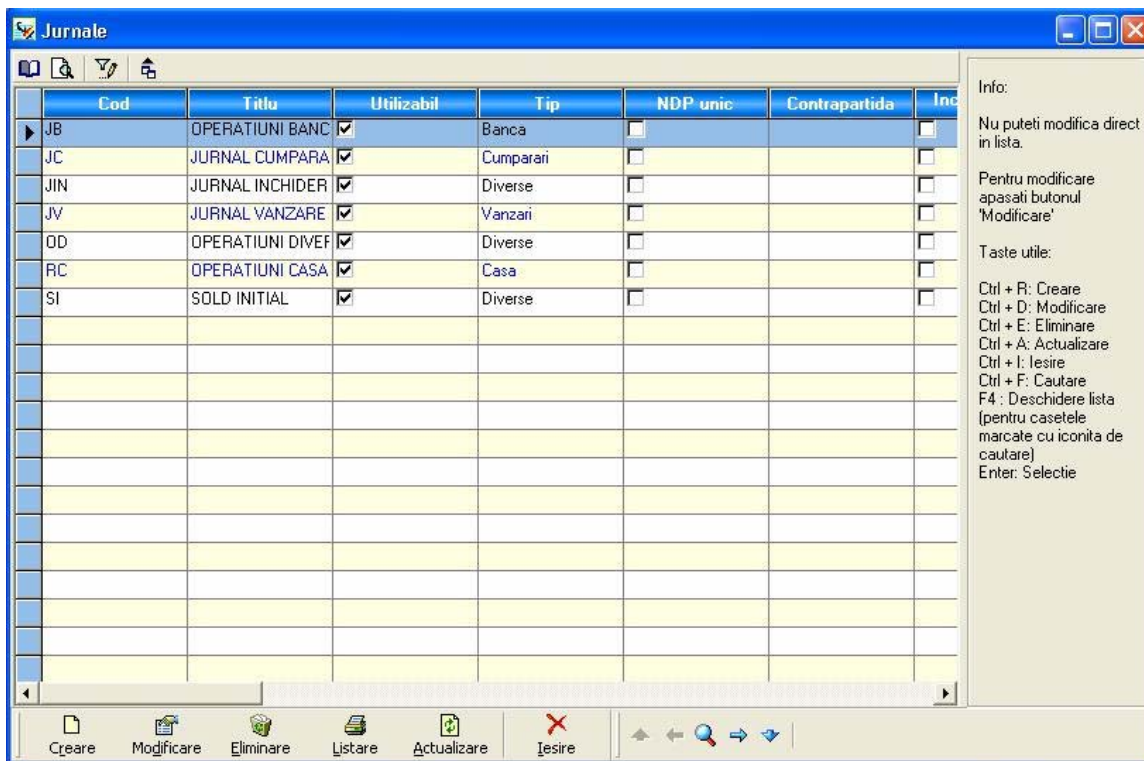 Jurnale
Cod Titlu Utilizabil Tip NDP unic Contrapartida Inc
JB OPERATIUNI BANC Banca
JC JURNAL CUMPARA Cumparari
JIN JURNAL INCHIDER Diverse
JV JURNAL VANZARE Vanzari
OD OPERATIUNI DIVER Diverse
RC OPERATIUNI CASA Casa
SI SOLD INITIAL Diverse
Info:
Nu puteti modifica direct
in lista.
Pentru modificare
apasati butonul
'Modificare'
Taste utile:
Ctrl + R: Creare
Ctrl + D: Modificare
Ctrl + E: Eliminare
Ctrl + A: Actualizare
Ctrl + I: Iesire
Ctrl + F: Cautare
F4 : Deschidere lista
(pentru casetele
marcate cu iconita de
cautare)
Enter: Selectie
Creare Modificare Eliminare Listare Actualizare Iesire